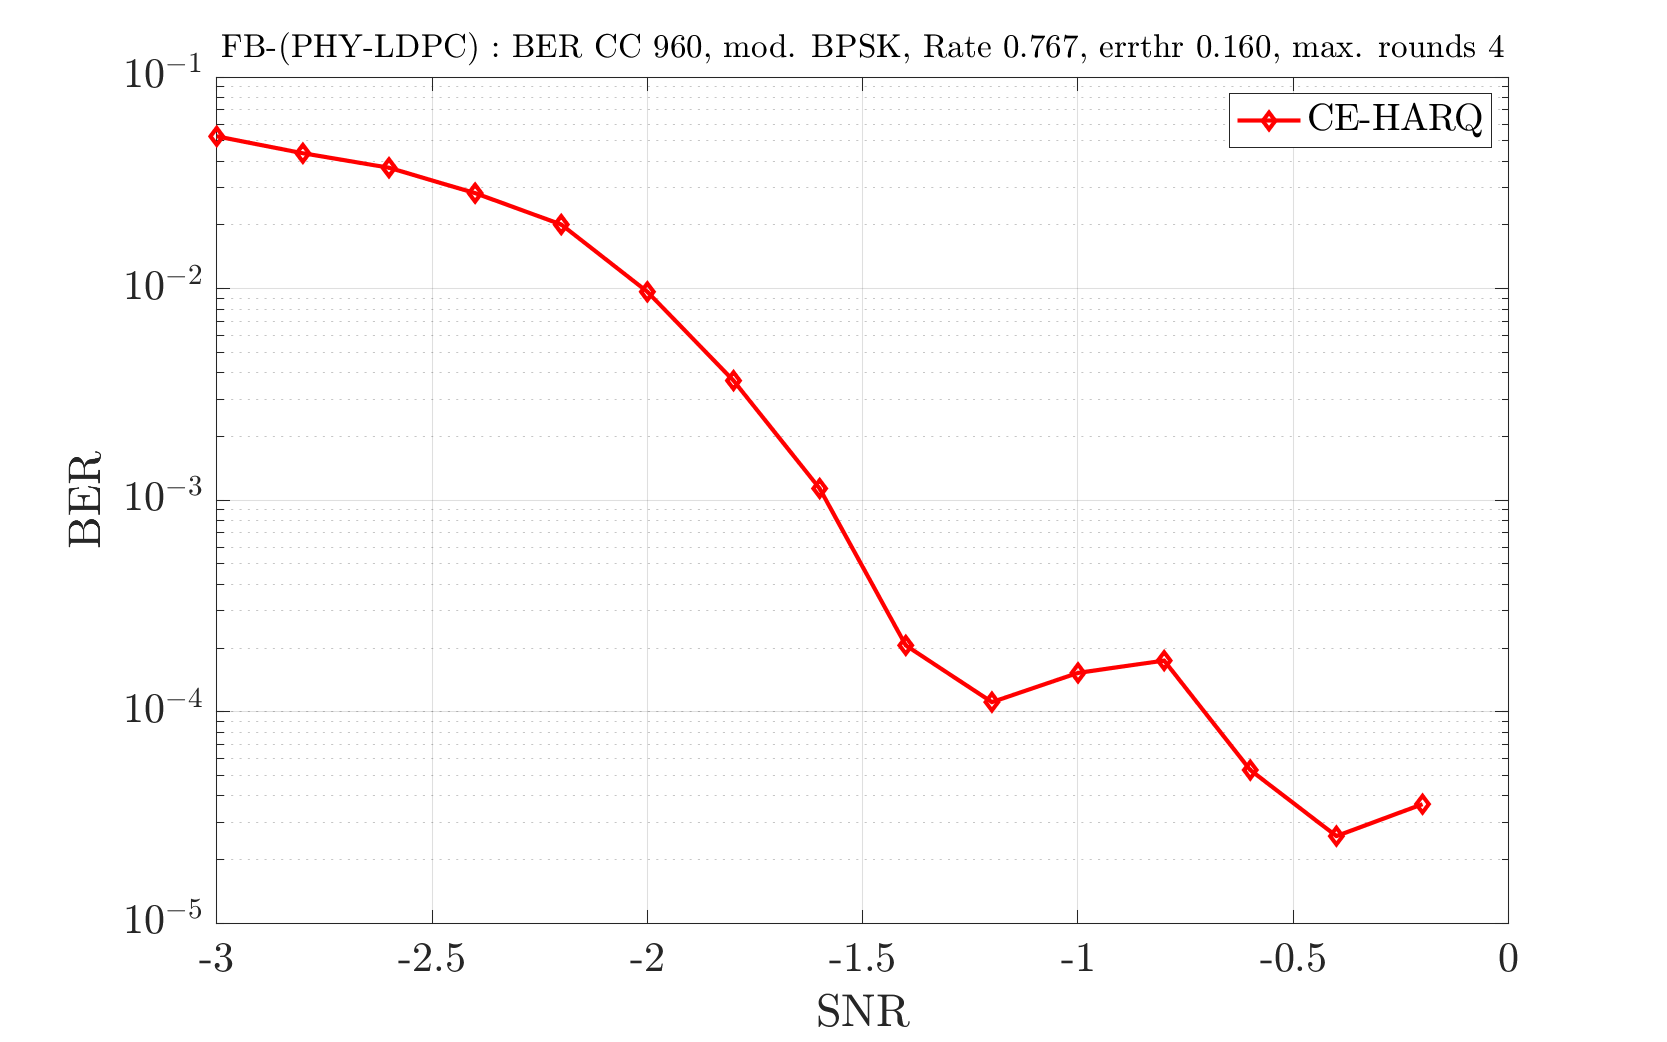 FB-(PHY-LDPC) : BER CC 960, mod. BPSK, Rate 0.767, errthr 0.160, max. rounds 4
CE-HARQ
10⁻¹
10⁻²
10⁻³
10⁻⁴
10⁻⁵
BER
-3 -2.5 -2 -1.5 -1 -0.5 0
SNR